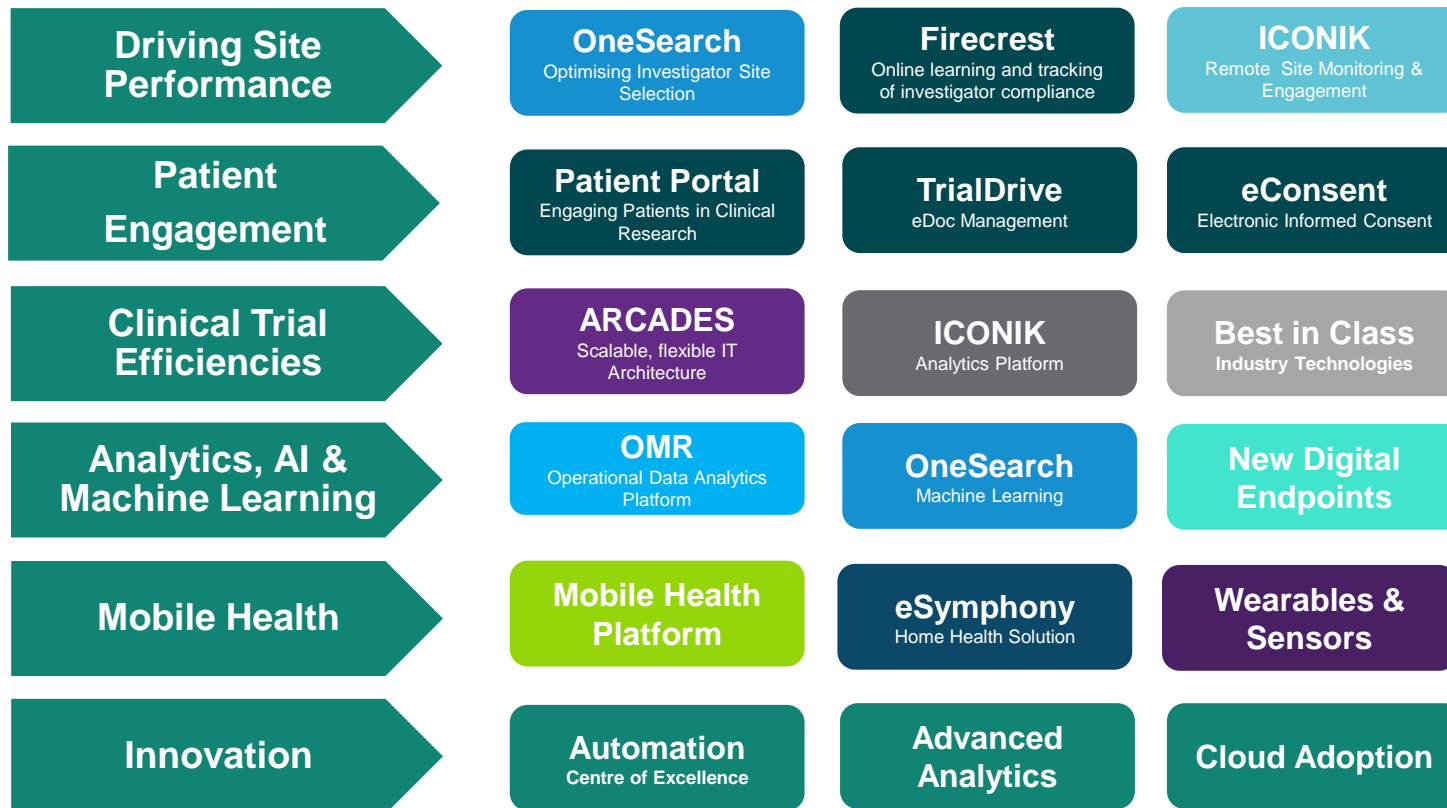 Driving Site
Performance
OneSearch
Optimising Investigator Site
Selection
Firecrest
Online learning and tracking
of investigator compliance
ICONIK
Remote Site Monitoring &
Engagement
Patient
Engagement
Patient Portal
Engaging Patients in Clinical
Research
TrialDrive
eDoc Management
eConsent
Electronic Informed Consent
Clinical Trial
Efficiencies
ARCADES
Scalable, flexible IT
Architecture
ICONIK
Analytics Platform
Best in Class
Industry Technologies
Analytics, AI &
Machine Learning
OMR
Operational Data Analytics
Platform
OneSearch
Machine Learning
New Digital
Endpoints
Mobile Health
Mobile Health
Platform
eSymphony
Home Health Solution
Wearables &
Sensors
Innovation
Automation
Centre of Excellence
Advanced
Analytics
Cloud Adoption